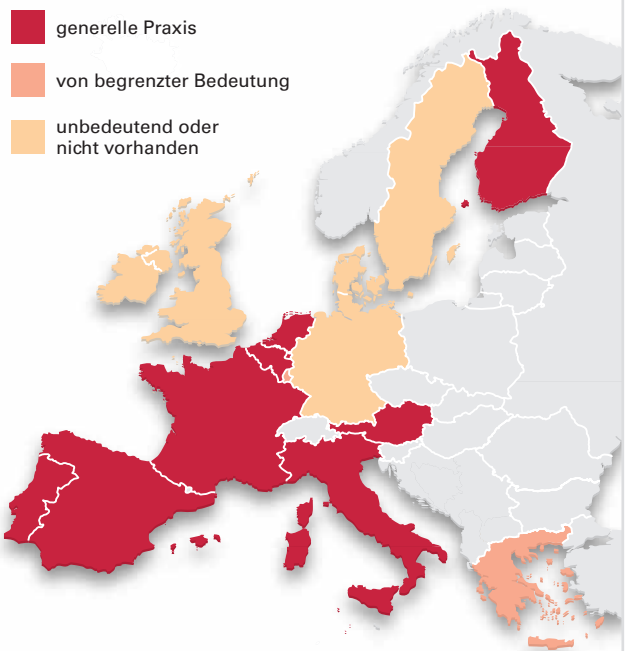 generelle Praxis
von begrenzter Bedeutung
unbedeutend oder
nicht vorhanden